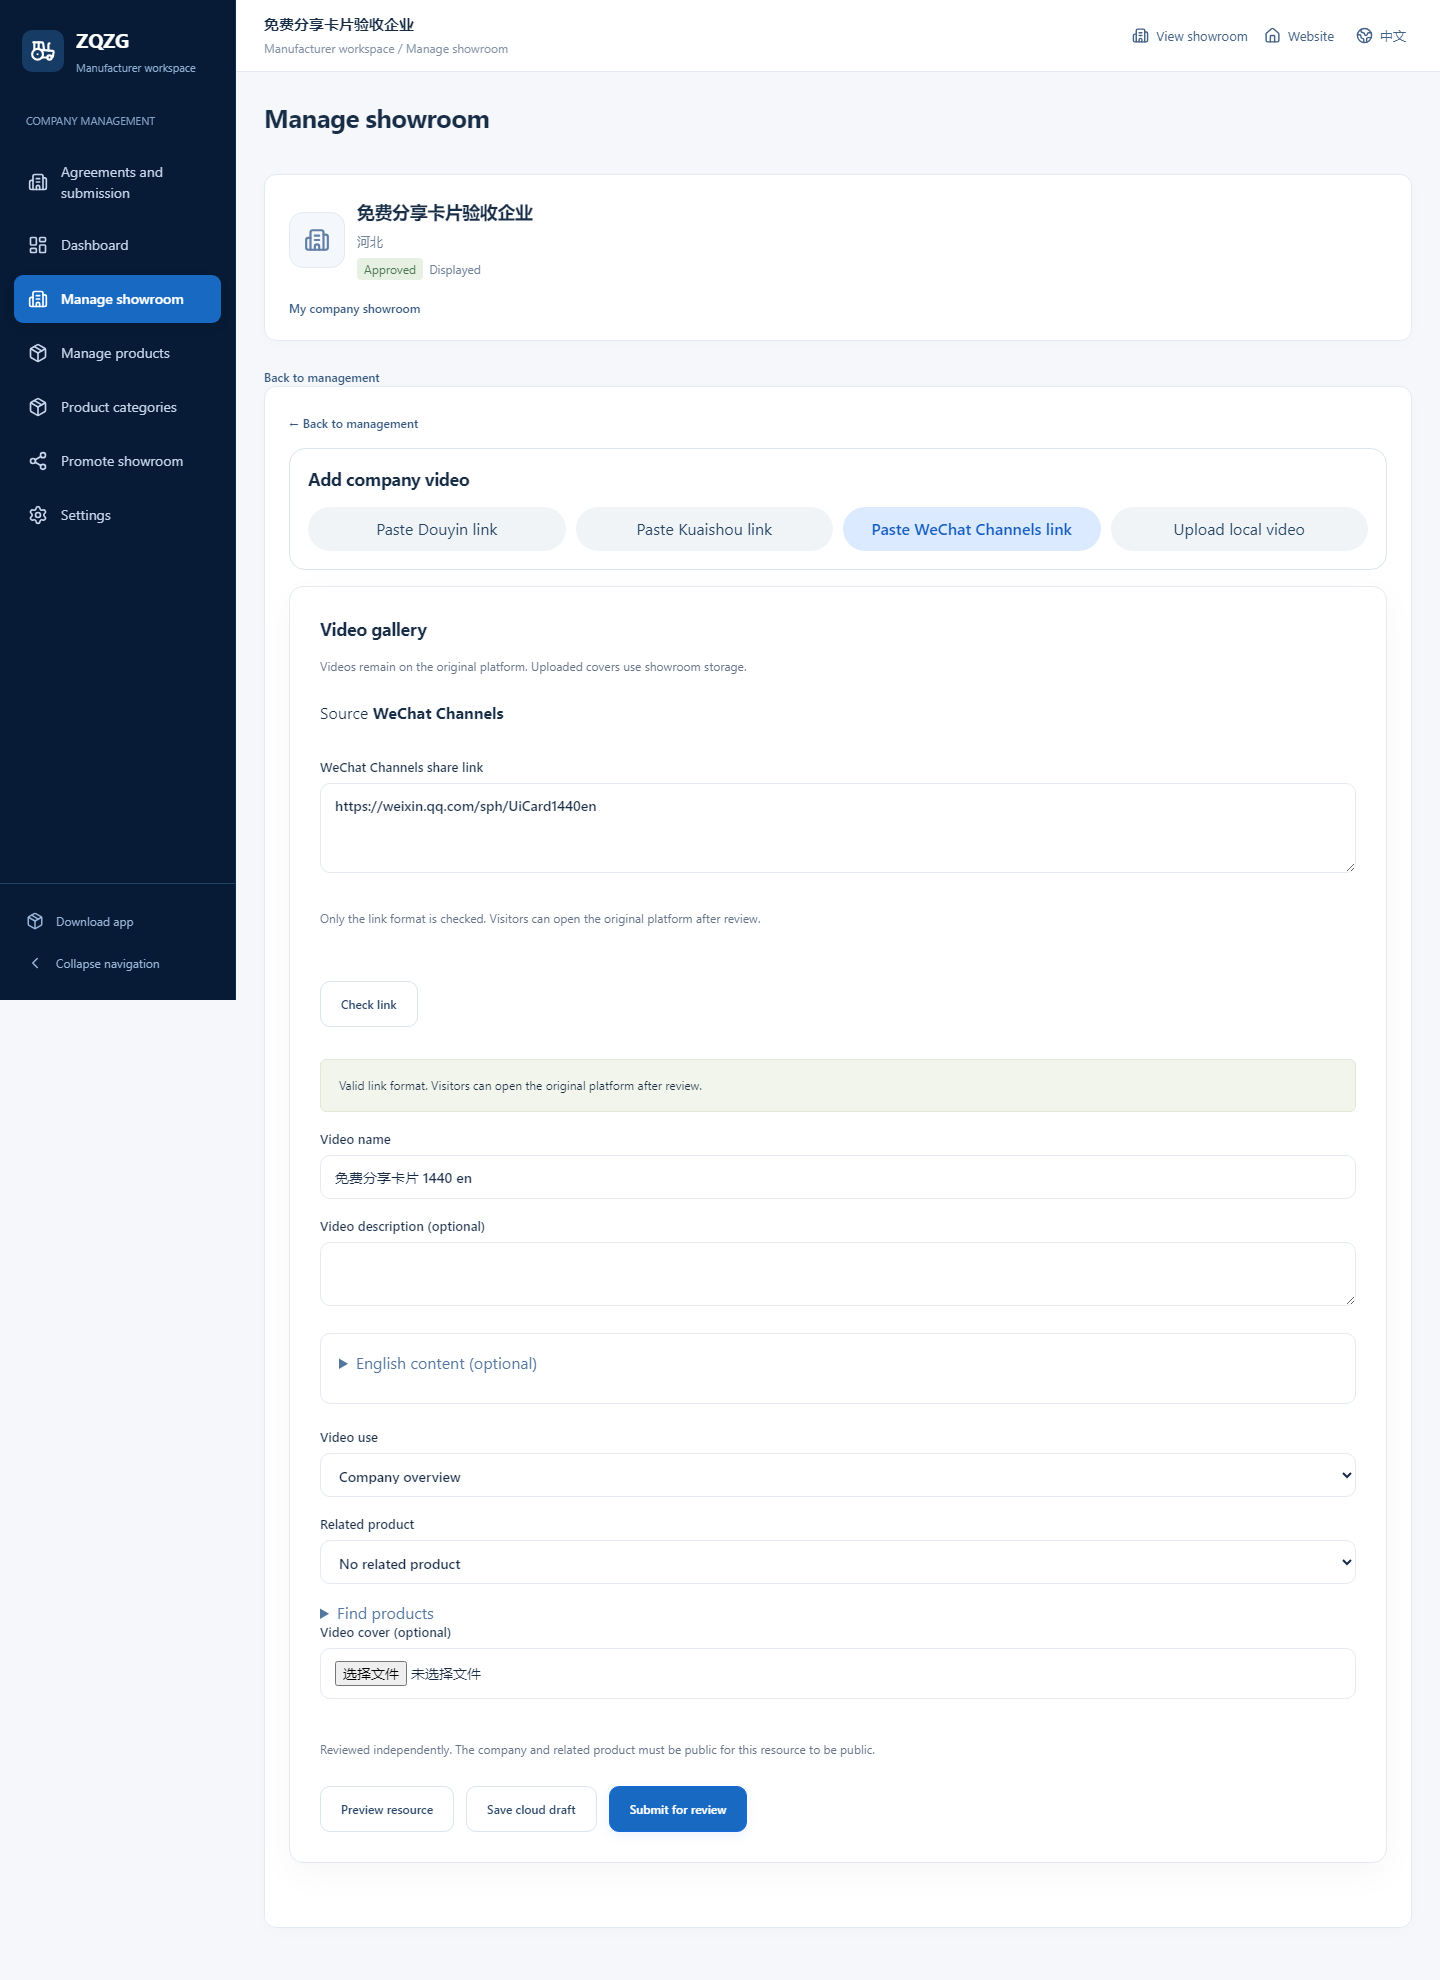 ZQZG
Manufacturer workspace
COMPANY MANAGEMENT
Agreements and
submission
Dashboard
Manage showroom
Manage products
Product categories
Promote showroom
Settings
Download app
Collapse navigation
免费分享卡片验收企业
Manufacturer workspace / Manage showroom
View showroom
Website
中文
Manage showroom
免费分享卡片验收企业
河北
Approved Displayed
My company showroom
Back to management
← Back to management
Add company video
Paste Douyin link
Paste Kuaishou link
Paste WeChat Channels link
Upload local video
Video gallery
Videos remain on the original platform. Uploaded covers use showroom storage.
Source WeChat Channels
WeChat Channels share link
https://weixin.qq.com/sph/UiCard1440en
Only the link format is checked. Visitors can open the original platform after review.
Check link
Valid link format. Visitors can open the original platform after review.
Video name
免费分享卡片 1440 en
Video description (optional)
English content (optional)
Video use
Company overview
Related product
No related product
Find products
Video cover (optional)
选择文件 未选择文件
Reviewed independently. The company and related product must be public for this resource to be public.
Preview resource
Save cloud draft
Submit for review